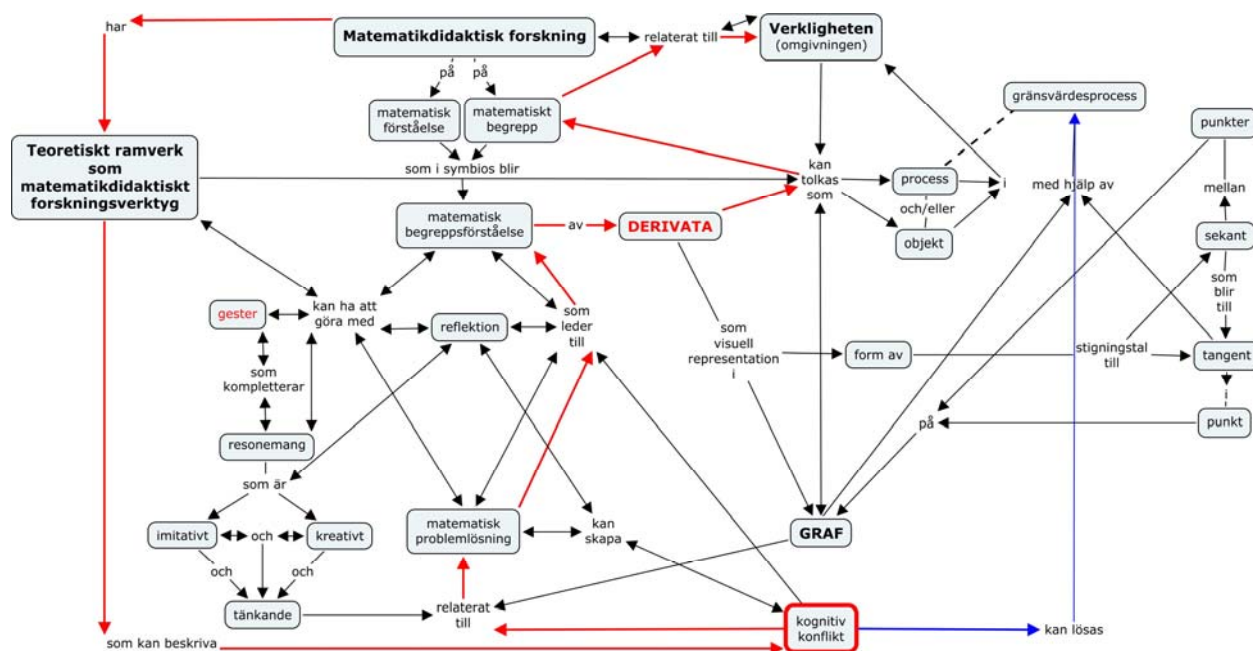 har
Matematikdidaktisk forskning
relaterat till
Verkligheten
(omgivningen)
på
på
matematisk
förståelse
matematiskt
begrepp
gränsvärdesprocess
punkter
Teoretiskt ramverk
som
matematikdidaktiskt
forskningsverktyg
som i symbios blir
kan
tolkas
som
process
i
och/eller
objekt
med hjälp av
mellan
sekant
matematisk
begreppsförståelse
av
DERIVATA
som
blir
till
gester
kan ha att
göra med
reflektion
som
leder
till
som
visuell
representation
i
form av
stigningstal
till
tangent
i
punkt
på
som
kompletterar
resonemang
som är
imitativt
och
kreativt
och
och
tänkande
matematisk
problemlösning
kan
skapa
GRAF
relaterat
till
kognitiv
konflikt
kan lösas
som kan beskriva